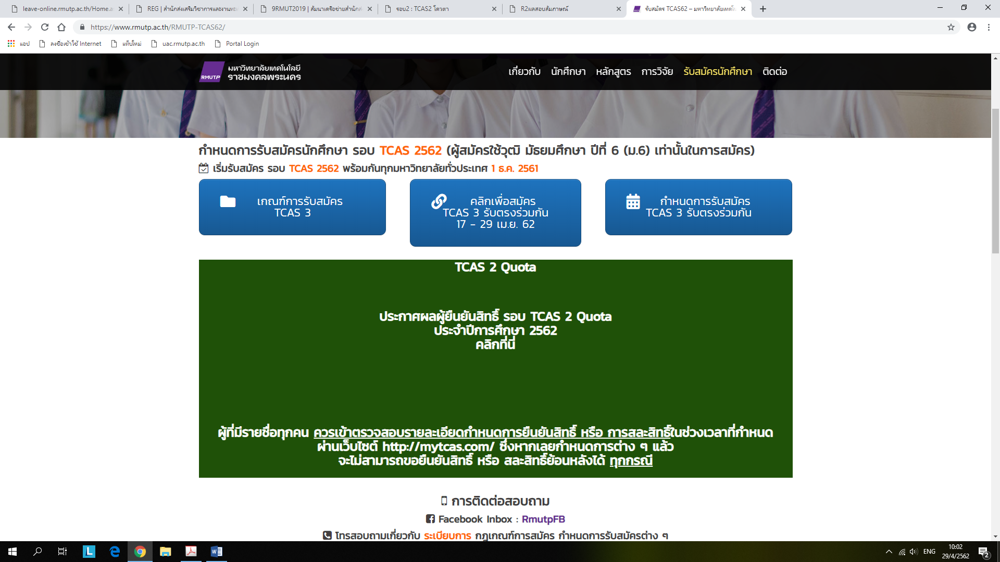 leave-online.rmutp.ac.th/Home.a
REG | สำนักส่งเสริมวิชาการและงานทะเ
9RMUT2019 | สัมนาเครือข่ายสำนักส่
รอบ2 : TCAS2 โควตา
R2ผลสอบสัมภาษณ์
รับสมัคร TCAS62 – มหาวิทยาลัยเทคโน
https://www.rmutp.ac.th/RMUTP-TCAS62/
แอป
ลงชื่อเข้าใช้ Internet
แท็บใหม่
uac.rmutp.ac.th
Portal Login
RMUTP
มหาวิทยาลัยเทคโนโลยี
ราชมงคลพระนคร
เกี่ยวกับ นักศึกษา หลักสูตร การวิจัย รับสมัครนักศึกษา ติดต่อ
กำหนดการรับสมัครนักศึกษา รอบ TCAS 2562 (ผู้สมัครใช้วุฒิ มัธยมศึกษา ปีที่ 6 (ม.6) เท่านั้นในการสมัคร)
เริ่มรับสมัคร รอบ TCAS 2562 พร้อมกันทุกมหาวิทยาลัยทั่วประเทศ 1 ธ.ค. 2561
เกณฑ์การรับสมัคร
TCAS 3
คลิกเพื่อสมัคร
TCAS 3 รับตรงร่วมกัน
17 - 29 เม.ย. 62
กำหนดการรับสมัคร
TCAS 3 รับตรงร่วมกัน
TCAS 2 Quota
ประกาศผลผู้ยืนยันสิทธิ์ รอบ TCAS 2 Quota
ประจำปีการศึกษา 2562
คลิกที่นี่
ผู้ที่มีรายชื่อทุกคน ควรเข้าตรวจสอบรายละเอียดกำหนดการยืนยันสิทธิ์ หรือ การสละสิทธิ์ในช่วงเวลาที่กำหนด
ผ่านเว็บไซต์ http://mytcas.com/ ซึ่งหากเลยกำหนดการต่าง ๆ แล้ว
จะไม่สามารถขอยืนยันสิทธิ์ หรือ สละสิทธิ์ย้อนหลังได้ ทุกกรณี
การติดต่อสอบถาม
Facebook Inbox : RmutpFB
โทรสอบถามเกี่ยวกับ ระเบียบการ กฎเกณฑ์การสมัคร กำหนดการรับสมัครต่าง ๆ
ENG
10:02
29/4/2562
2